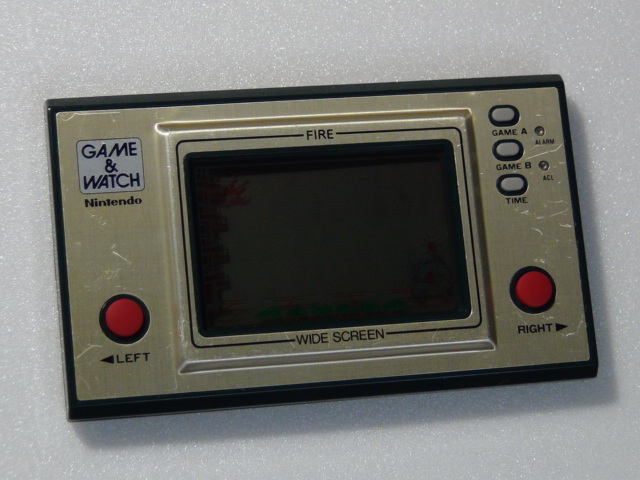 GAME
&
WATCH
Nintendo
FIRE
GAME A
ALARM
GAME B
ACL
TIME
WIDE SCREEN
◀LEFT
RIGHT▶